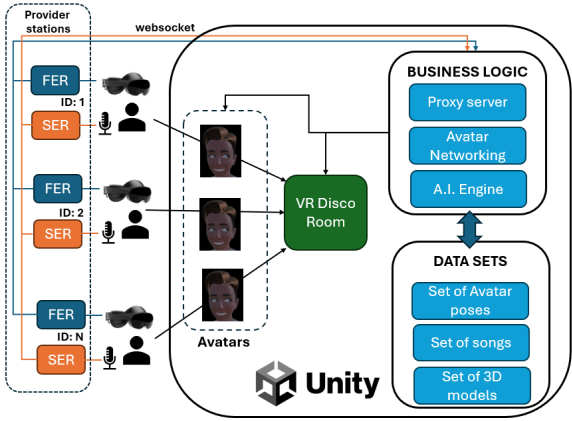 Provider
stations
websocket
FER
ID: 1
SER
FER
ID: 2
SER
FER
ID: N
SER
Avatars
VR Disco
Room
BUSINESS LOGIC
Proxy server
Avatar
Networking
A.I. Engine
DATA SETS
Set of Avatar
poses
Set of songs
Set of 3D
models
Unity